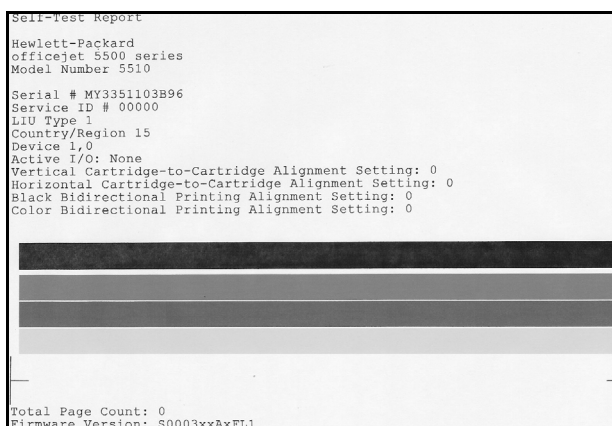 Self-Test Report
Hewlett-Packard
officejet 5500 series
Model Number 5510
Serial # MY3351103B96
Service ID # 00000
LIU Type 1
Country/Region 15
Device 1,0
Active I/O: None
Vertical Cartridge-to-Cartridge Alignment Setting: 0
Horizontal Cartridge-to-Cartridge Alignment Setting: 0
Black Bidirectional Printing Alignment Setting: 0
Color Bidirectional Printing Alignment Setting: 0
Total Page Count: 0
Firmware Version: S0003xxAxFL1